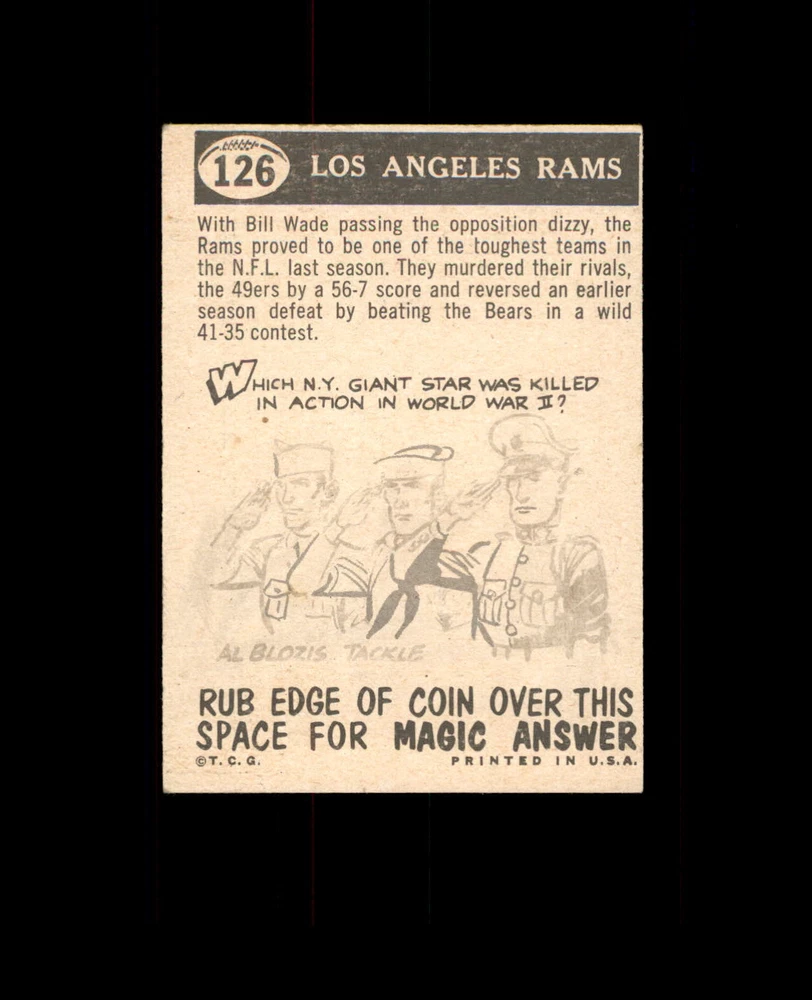 126 LOS ANGELES RAMS
With Bill Wade passing the opposition dizzy, the
Rams proved to be one of the toughest teams in
the N.F.L. last season. They murdered their rivals,
the 49ers by a 56-7 score and reversed an earlier
season defeat by beating the Bears in a wild
41-35 contest.
WHICH N.Y. GIANT STAR WAS KILLED
IN ACTION IN WORLD WAR II?
AL BLOZIS TACKLE
RUB EDGE OF COIN OVER THIS
SPACE FOR MAGIC ANSWER
©T.C.G. PRINTED IN U.S.A.